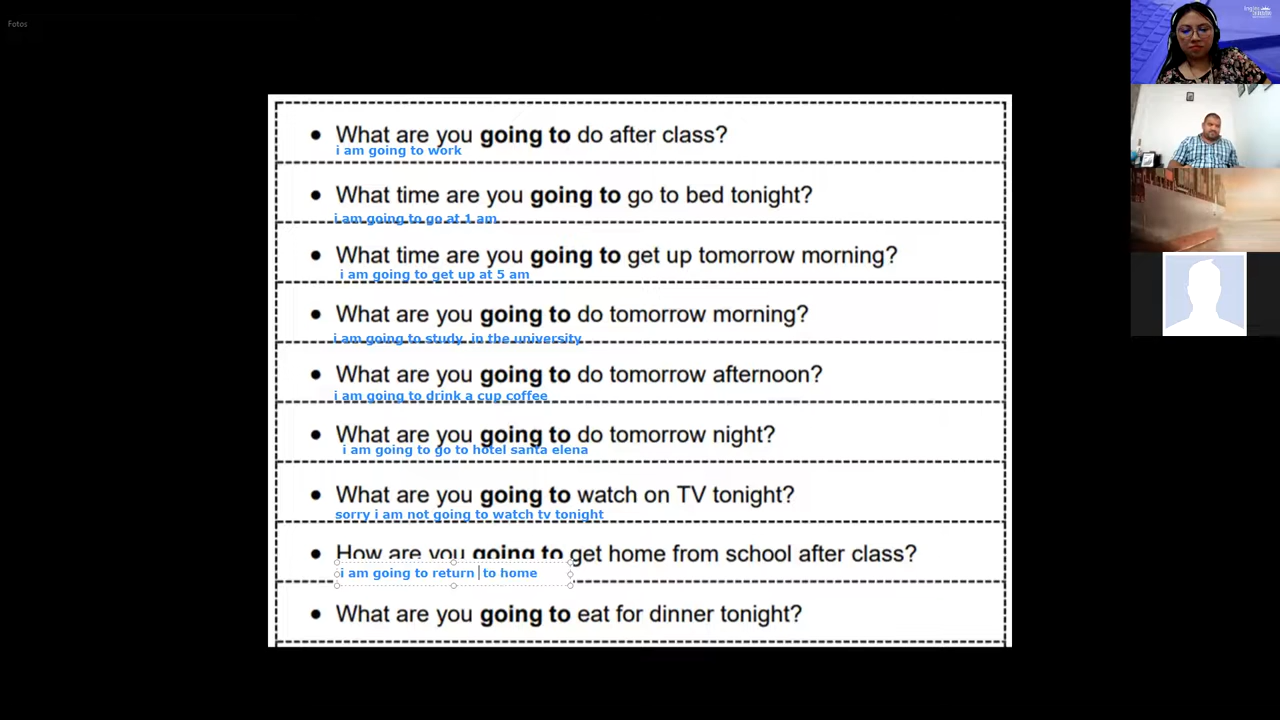 Fotos
• What are you going to do after class?
i am going to work
• What time are you going to go to bed tonight?
i am going to go at 1 am
• What time are you going to get up tomorrow morning?
i am going to get up at 5 am
• What are you going to do tomorrow morning?
i am going to study in the university
• What are you going to do tomorrow afternoon?
i am going to drink a cup coffee
• What are you going to do tomorrow night?
i am going to go to hotel santa elena
• What are you going to watch on TV tonight?
sorry i am not going to watch tv tonight
• How are you going to get home from school after class?
i am going to return to home
• What are you going to eat for dinner tonight?